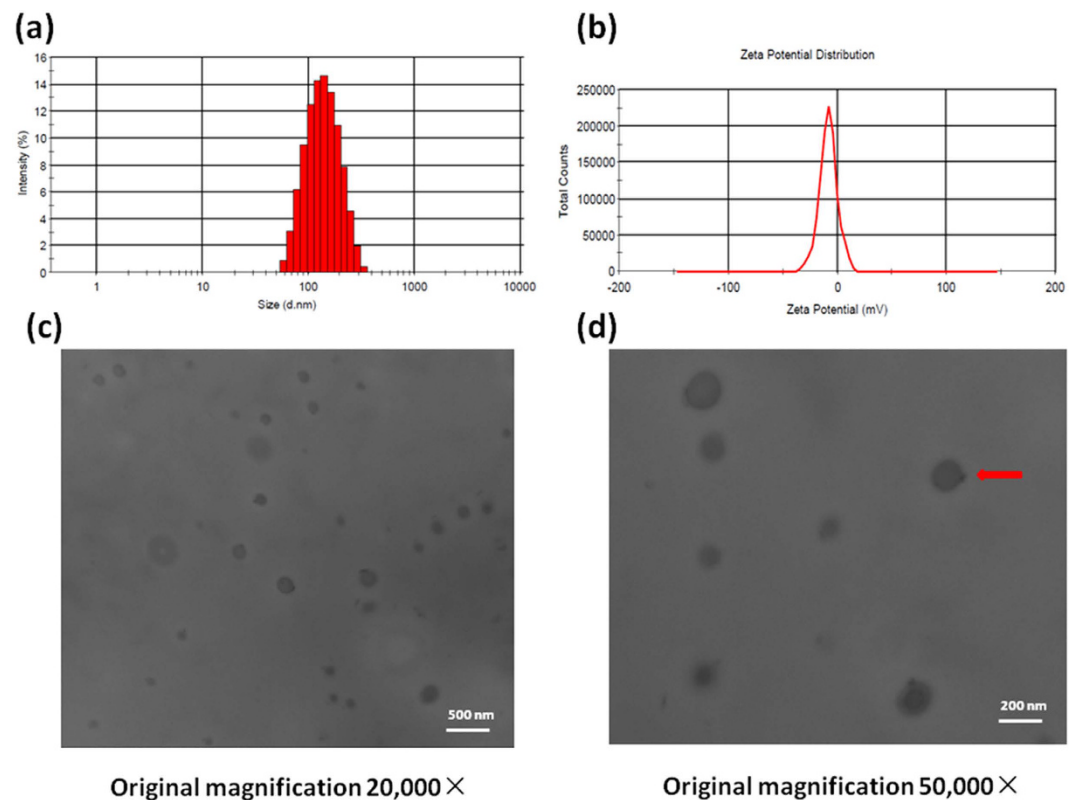 (a)
16
14
12
10
8
6
4
2
0
Intensity (%)
1 10 100 1000 10000
Size (d.nm)
(b)
Zeta Potential Distribution
250000
200000
150000
100000
50000
0
Total Counts
-200 -100 0 100 200
Zeta Potential (mV)
(c)
500 nm
Original magnification 20,000×
(d)
200 nm
Original magnification 50,000×